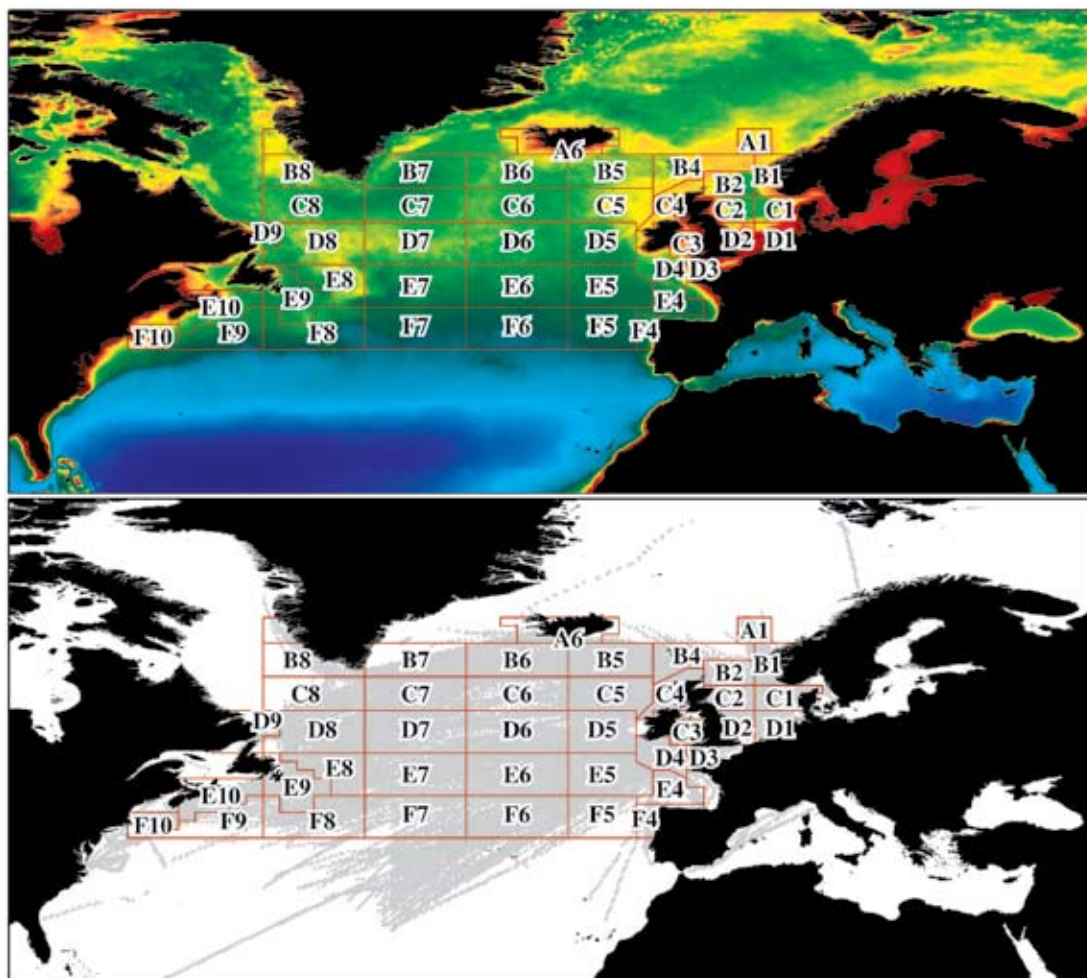 A1
A6
B8 B7 B6 B5 B4 B2 B1
C8 C7 C6 C5 C4 C2 C1
D9 D8 D7 D6 D5 C3 D2 D1
D4 D3
E10 E9 E8 E7 E6 E5 E4
F10 F9 F8 F7 F6 F5 F4
A1
A6
B8 B7 B6 B5 B4 B2 B1
C8 C7 C6 C5 C4 C2 C1
D9 D8 D7 D6 D5 C3 D2 D1
D4 D3
E10 E9 E8 E7 E6 E5 E4
F10 F9 F8 F7 F6 F5 F4